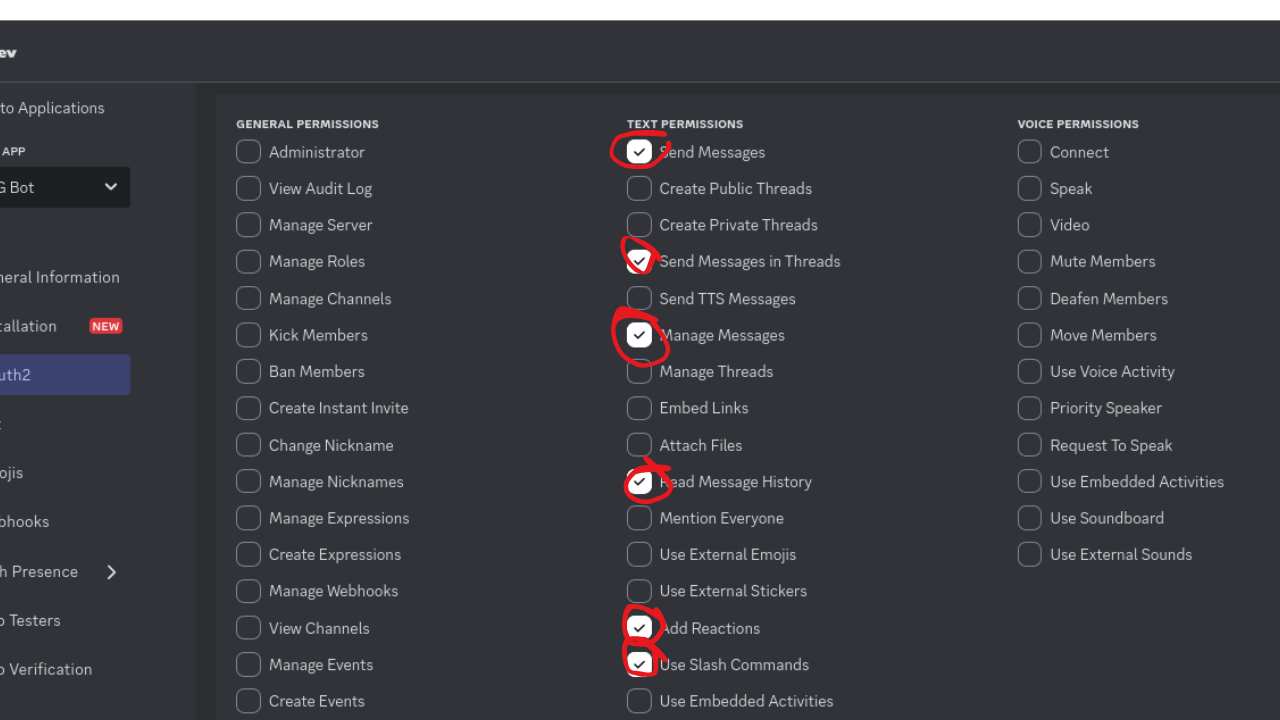 ev
to Applications
APP
G Bot
neral Information
tallation
NEW
uth2
ojis
bhooks
h Presence
o Testers
o Verification
GENERAL PERMISSIONS
Administrator
View Audit Log
Manage Server
Manage Roles
Manage Channels
Kick Members
Ban Members
Create Instant Invite
Change Nickname
Manage Nicknames
Manage Expressions
Create Expressions
Manage Webhooks
View Channels
Manage Events
Create Events
TEXT PERMISSIONS
Send Messages
Create Public Threads
Create Private Threads
Send Messages in Threads
Send TTS Messages
Manage Messages
Manage Threads
Embed Links
Attach Files
Read Message History
Mention Everyone
Use External Emojis
Use External Stickers
Add Reactions
Use Slash Commands
Use Embedded Activities
VOICE PERMISSIONS
Connect
Speak
Video
Mute Members
Deafen Members
Move Members
Use Voice Activity
Priority Speaker
Request To Speak
Use Embedded Activities
Use Soundboard
Use External Sounds